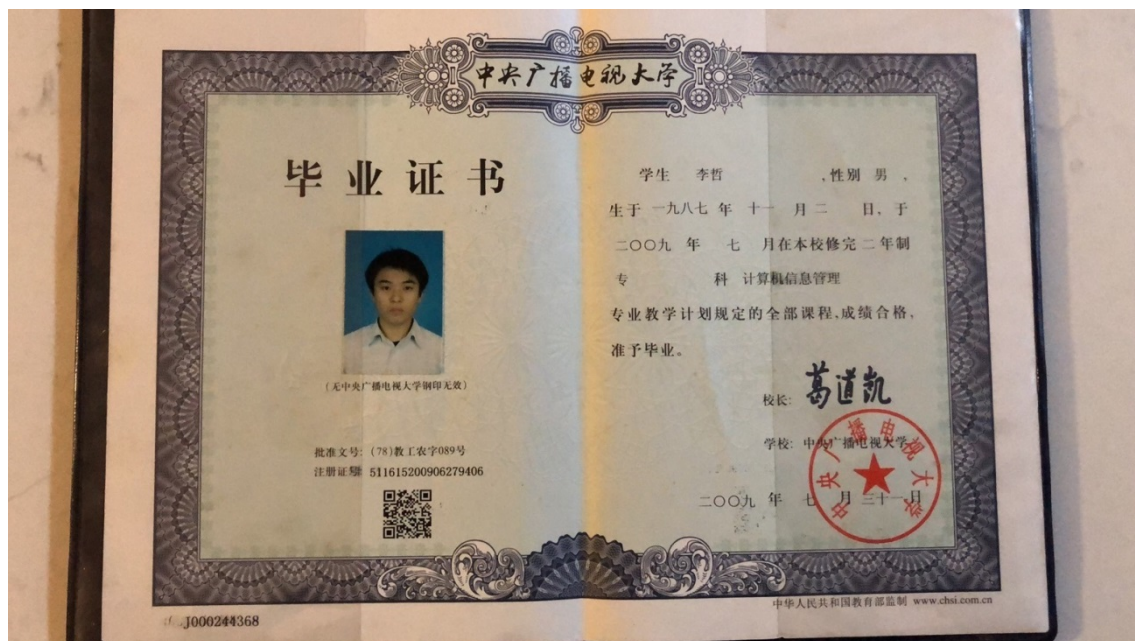 中央广播电视大学
毕业证书
(无中央广播电视大学钢印无效)
批准文号: (78)教工农字089号
注册证号: 511615200906279406
J000244368
学生 李哲 ,性别 男 ,
生于 一九八七 年 十一 月 二 日, 于
二〇〇九 年 七 月在本校修完 二 年制
专 科 计算机信息管理
专业教学计划规定的全部课程,成绩合格,
准予毕业。
校长: 葛道凯
学校: 中央广播电视大学
中央广播电视大学
二〇〇九 年 七 月 三十一 日
中华人民共和国教育部监制 www.chsi.com.cn